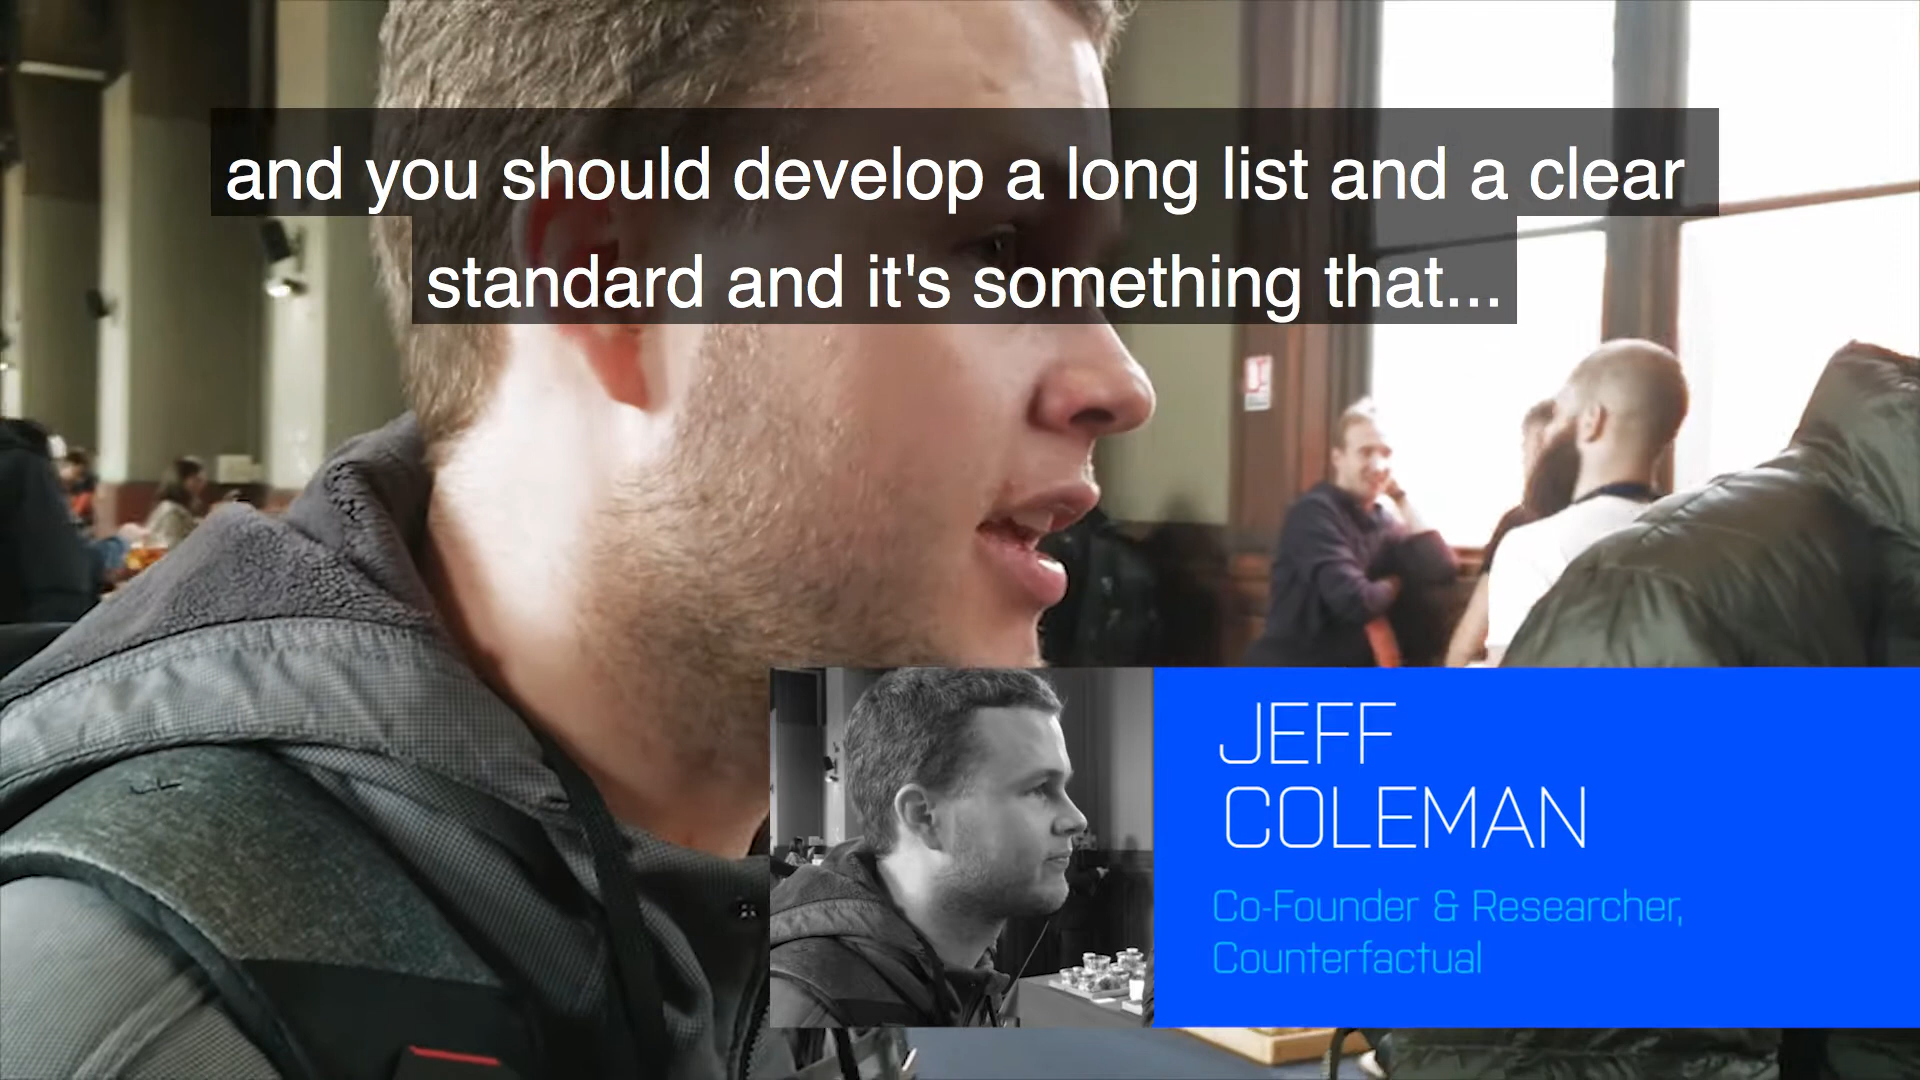 and you should develop a long list and a clear
standard and it's something that...
JEFF
COLEMAN
Co-Founder & Researcher,
Counterfactual